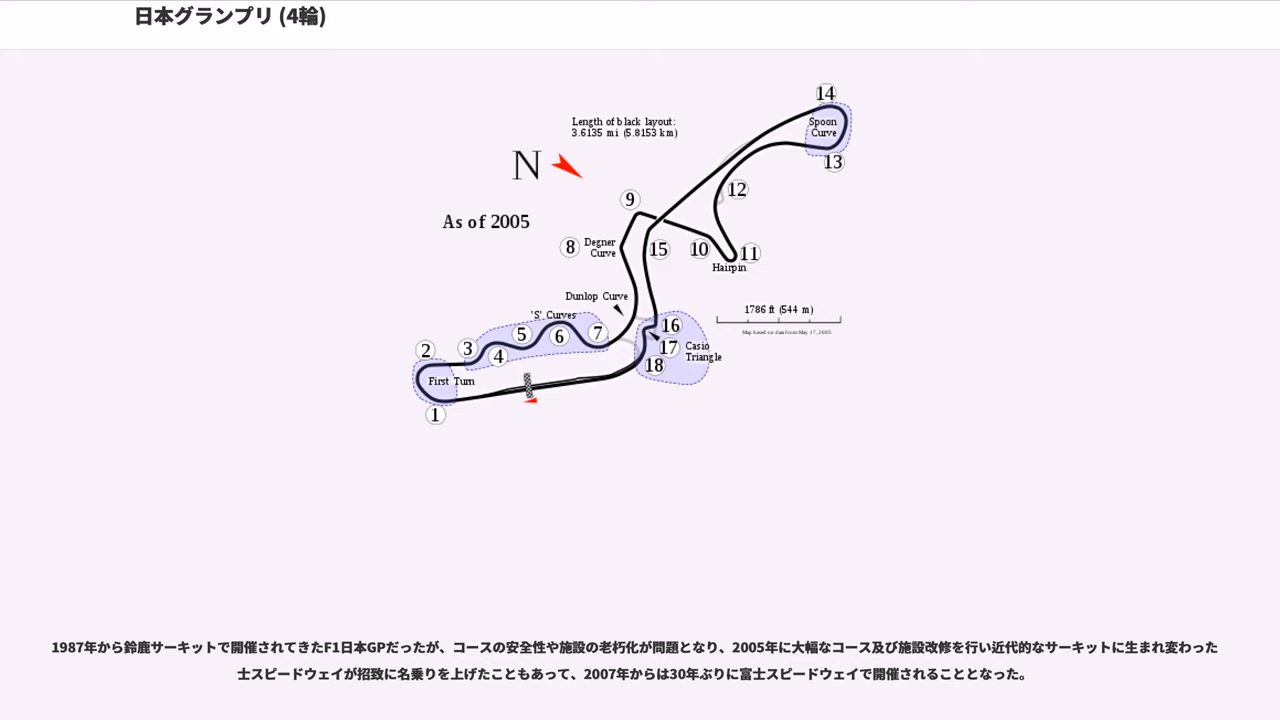 日本グランプリ (4輪)
14
Length of black layout:
3.6135 mi (5.8153 km)
Spoon
Curve
N
13
12
9
As of 2005
8
Degner
Curve
15
10
11
Hairpin
Dunlop Curve
1786 ft (544 m)
'S' Curves
Map based on data from May 17, 2005
16
5
6
7
17
Casio
Triangle
2
3
4
18
First Turn
1
1987年から鈴鹿サーキットで開催されてきたF1日本GPだったが、コースの安全性や施設の老朽化が問題となり、2005年に大幅なコース及び施設改修を行い近代的なサーキットに生まれ変わった
士スピードウェイが招致に名乗りを上げたこともあって、2007年からは30年ぶりに富士スピードウェイで開催されることとなった。